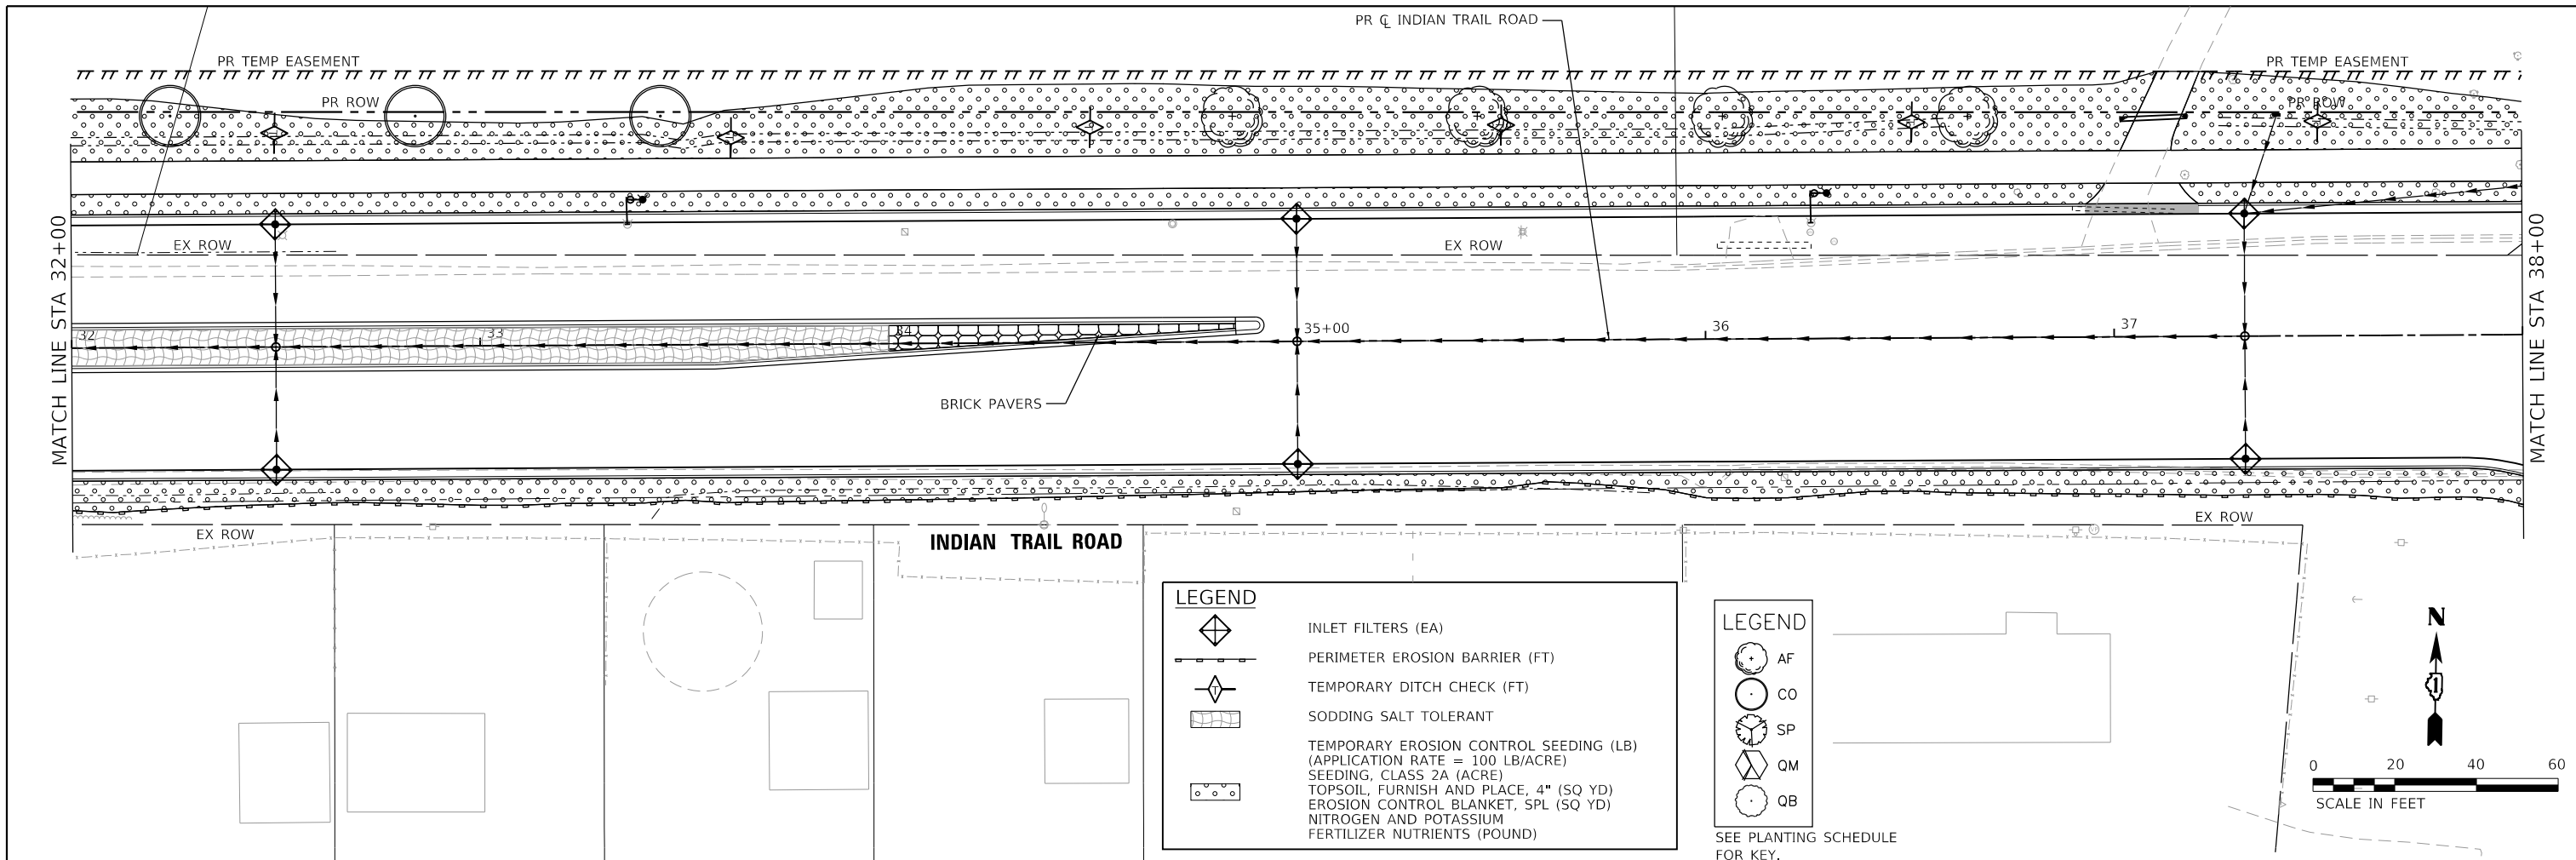 PR ℄ INDIAN TRAIL ROAD
PR TEMP EASEMENT
PR TEMP EASEMENT
PR ROW
PR ROW
EX ROW
EX ROW
MATCH LINE STA 32+00
MATCH LINE STA 38+00
32
33
34
35+00
36
37
BRICK PAVERS
EX ROW
EX ROW
INDIAN TRAIL ROAD
LEGEND
INLET FILTERS (EA)
PERIMETER EROSION BARRIER (FT)
T
TEMPORARY DITCH CHECK (FT)
SODDING SALT TOLERANT
TEMPORARY EROSION CONTROL SEEDING (LB)
(APPLICATION RATE = 100 LB/ACRE)
SEEDING, CLASS 2A (ACRE)
TOPSOIL, FURNISH AND PLACE, 4" (SQ YD)
EROSION CONTROL BLANKET, SPL (SQ YD)
NITROGEN AND POTASSIUM
FERTILIZER NUTRIENTS (POUND)
LEGEND
AF
CO
SP
QM
QB
SEE PLANTING SCHEDULE
FOR KEY.
N
0 20 40 60
SCALE IN FEET